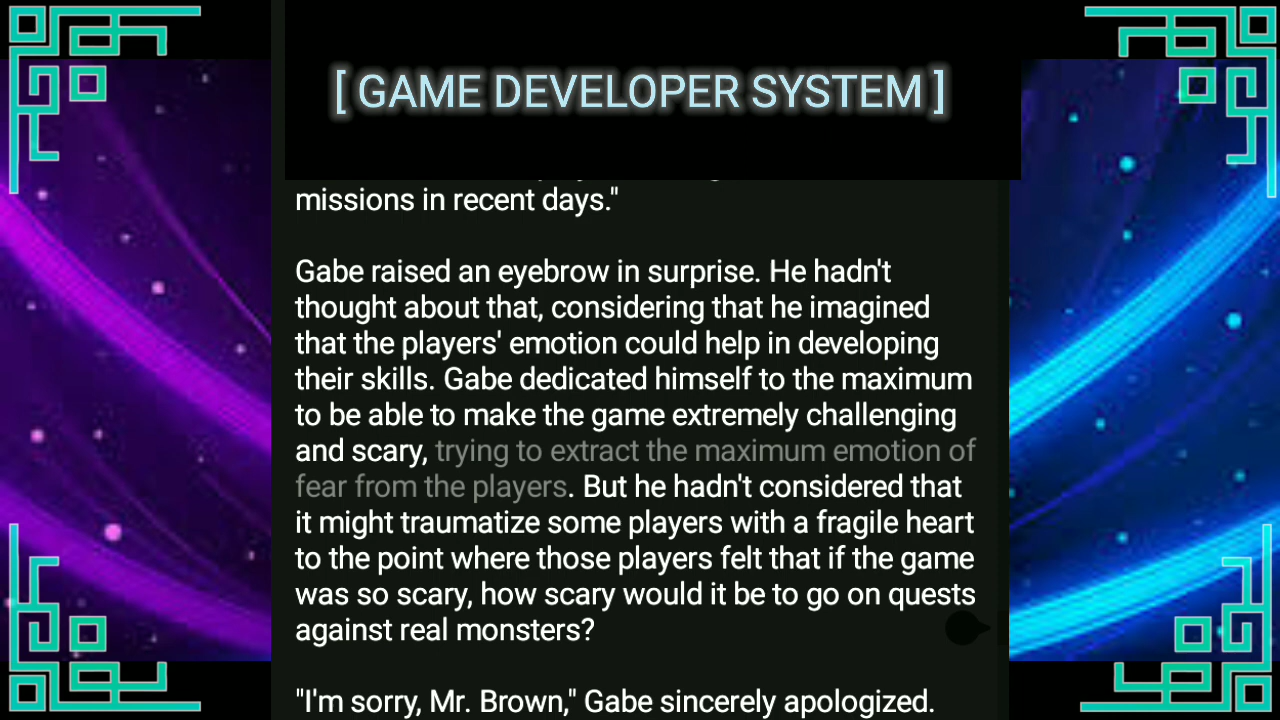 [ GAME DEVELOPER SYSTEM ]
missions in recent days."
Gabe raised an eyebrow in surprise. He hadn't
thought about that, considering that he imagined
that the players' emotion could help in developing
their skills. Gabe dedicated himself to the maximum
to be able to make the game extremely challenging
and scary, trying to extract the maximum emotion of
fear from the players. But he hadn't considered that
it might traumatize some players with a fragile heart
to the point where those players felt that if the game
was so scary, how scary would it be to go on quests
against real monsters?
"I'm sorry, Mr. Brown," Gabe sincerely apologized.